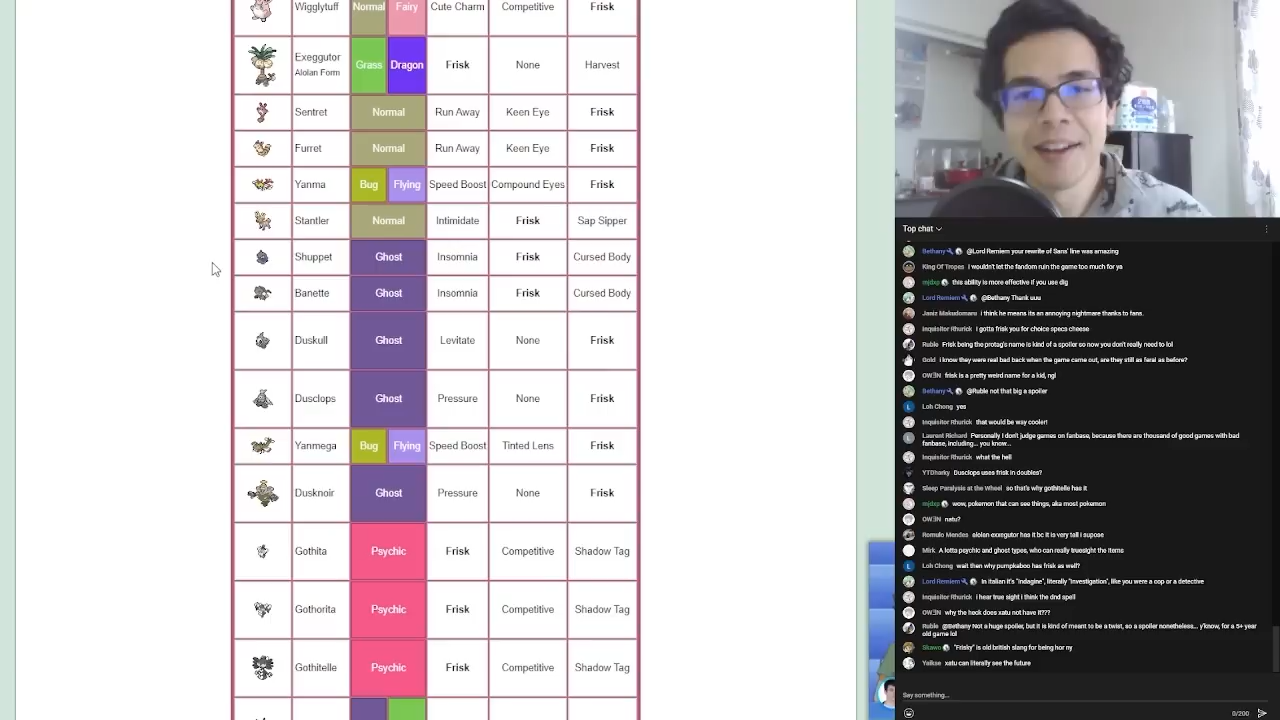 Wigglytuff Normal Fairy Cute Charm Competitive Frisk
Exeggutor
Alolan Form Grass Dragon Frisk None Harvest
Sentret Normal Run Away Keen Eye Frisk
Furret Normal Run Away Keen Eye Frisk
Yanma Bug Flying Speed Boost Compound Eyes Frisk
Stantler Normal Intimidate Frisk Sap Sipper
Shuppet Ghost Insomnia Frisk Cursed Body
Banette Ghost Insomnia Frisk Cursed Body
Duskull Ghost Levitate None Frisk
Dusclops Ghost Pressure None Frisk
Yanmega Bug Flying Speed Boost Tinted Lens Frisk
Dusknoir Ghost Pressure None Frisk
Gothita Psychic Frisk Competitive Shadow Tag
Gothorita Psychic Frisk Competitive Shadow Tag
Gothitelle Psychic Frisk Competitive Shadow Tag
Top chat
Bethany @Lord Remiem your rewrite of Sans' line was amazing
King Of Tropes i wouldn't let the fandom ruin the game too much for ya
mjdxp this ability is more effective if you use dig
Lord Remiem @Bethany Thank uuu
Janiz Makudomaru i think he means its an annoying nightmare thanks to fans.
Inquisitor Rhurick i gotta frisk you for choice specs cheese
Ruble Frisk being the protag's name is kind of a spoiler so now you don't really need to lol
Gold i know they were real bad back when the game came out, are they still as feral as before?
OWƎN frisk is a pretty weird name for a kid, ngl
Bethany @Ruble not that big a spoiler
Loh Chong yes
Inquisitor Rhurick that would be way cooler!
Laurent Richard Personally I don't judge games on fanbase, because there are thousand of good games with bad
fanbase, including... you know...
Inquisitor Rhurick what the hell
YTDharky Dusclops uses frisk in doubles?
Sleep Paralysis at the Wheel so that's why gothitelle has it
mjdxp wow, pokemon that can see things, aka most pokemon
OWƎN natu?
Romulo Mendes alolan exxegutor has it bc it is very tall i supose
Mirk A lotta psychic and ghost types, who can really truesight the items
Loh Chong wait then why pumpkaboo has frisk as well?
Lord Remiem In italian it's "Indagine", literally "investigation", like you were a cop or a detective
Inquisitor Rhurick i hear true sight i think the dnd spell
OWƎN why the heck does xatu not have it???
Ruble @Bethany Not a huge spoiler, but it is kind of meant to be a twist, so a spoiler nonetheless... y'know, for a 5+ year
old game lol
Skawo "Frisky" is old british slang for being hor ny
Yalkse xatu can literally see the future
Say something...
0/200